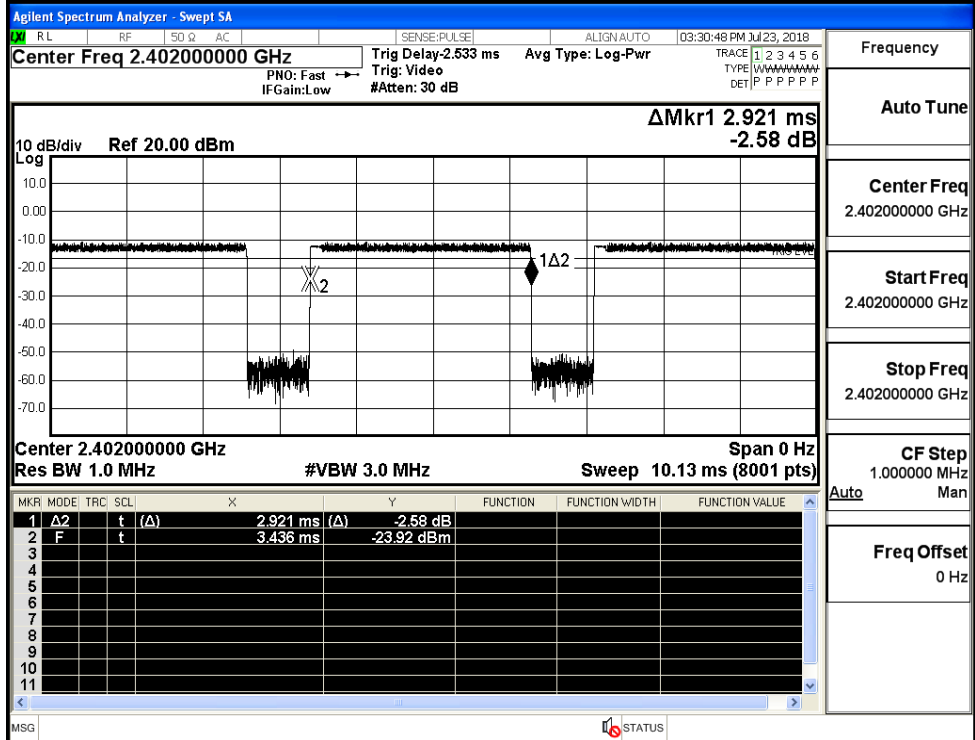 Agilent Spectrum Analyzer - Swept SA
LXI RL RF 50 Ω AC SENSE:PULSE ALIGN AUTO 03:30:48 PM Jul 23, 2018
Center Freq 2.402000000 GHz
PNO: Fast
IFGain:Low
Trig Delay-2.533 ms
Trig: Video
#Atten: 30 dB
Avg Type: Log-Pwr
TRACE 1 2 3 4 5 6
TYPE WWWWWW
DET P P P P P P
ΔMkr1 2.921 ms
-2.58 dB
10 dB/div Ref 20.00 dBm
Log
10.0
0.00
-10.0
-20.0
-30.0
-40.0
-50.0
-60.0
-70.0
TRIG LVL
1Δ2
2
Center 2.402000000 GHz Span 0 Hz
Res BW 1.0 MHz #VBW 3.0 MHz Sweep 10.13 ms (8001 pts)
MKR MODE TRC SCL X Y FUNCTION FUNCTION WIDTH FUNCTION VALUE
1 Δ2 t (Δ) 2.921 ms (Δ) -2.58 dB
2 F t 3.436 ms -23.92 dBm
3
4
5
6
7
8
9
10
11
MSG STATUS
Frequency
Auto Tune
Center Freq
2.402000000 GHz
Start Freq
2.402000000 GHz
Stop Freq
2.402000000 GHz
CF Step
1.000000 MHz
Auto Man
Freq Offset
0 Hz